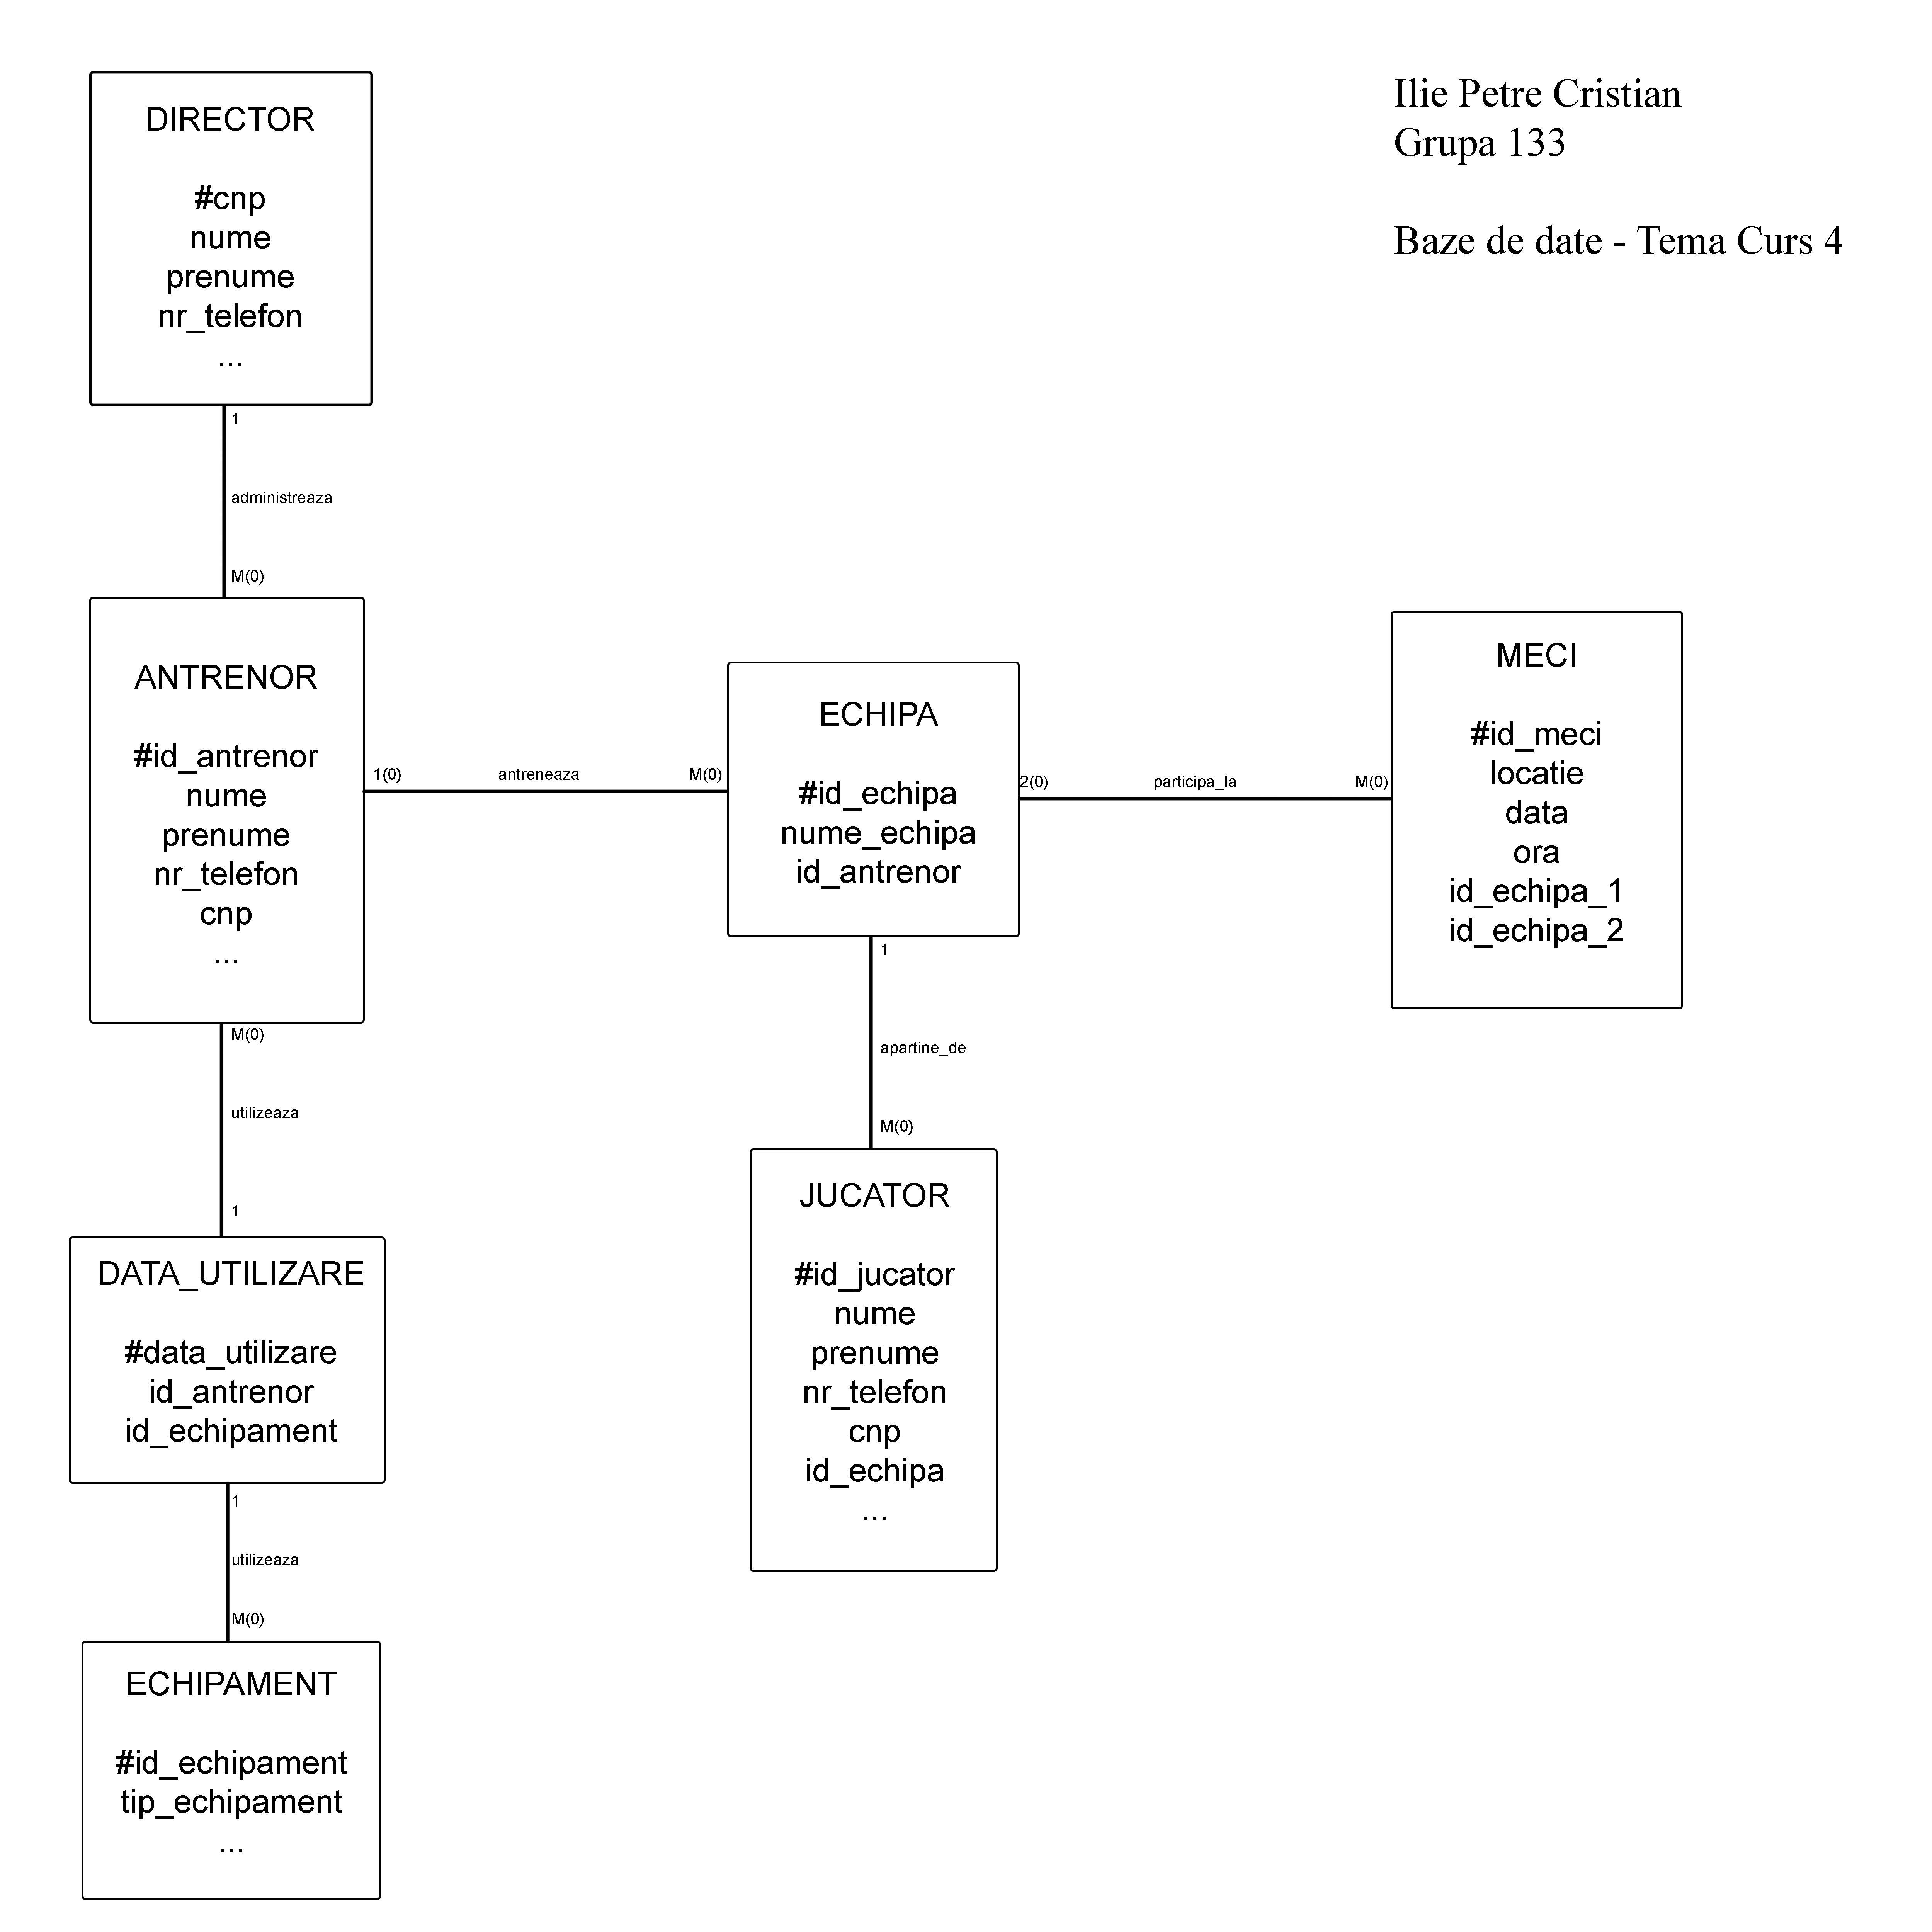 Ilie Petre Cristian
Grupa 133
Baze de date - Tema Curs 4
DIRECTOR
#cnp
nume
prenume
nr_telefon
...
1
administreaza
M(0)
ANTRENOR
#id_antrenor
nume
prenume
nr_telefon
cnp
...
1(0) antreneaza M(0)
ECHIPA
#id_echipa
nume_echipa
id_antrenor
2(0) participa_la M(0)
MECI
#id_meci
locatie
data
ora
id_echipa_1
id_echipa_2
1
apartine_de
M(0)
JUCATOR
#id_jucator
nume
prenume
nr_telefon
cnp
id_echipa
...
M(0)
utilizeaza
1
DATA_UTILIZARE
#data_utilizare
id_antrenor
id_echipament
1
utilizeaza
M(0)
ECHIPAMENT
#id_echipament
tip_echipament
...